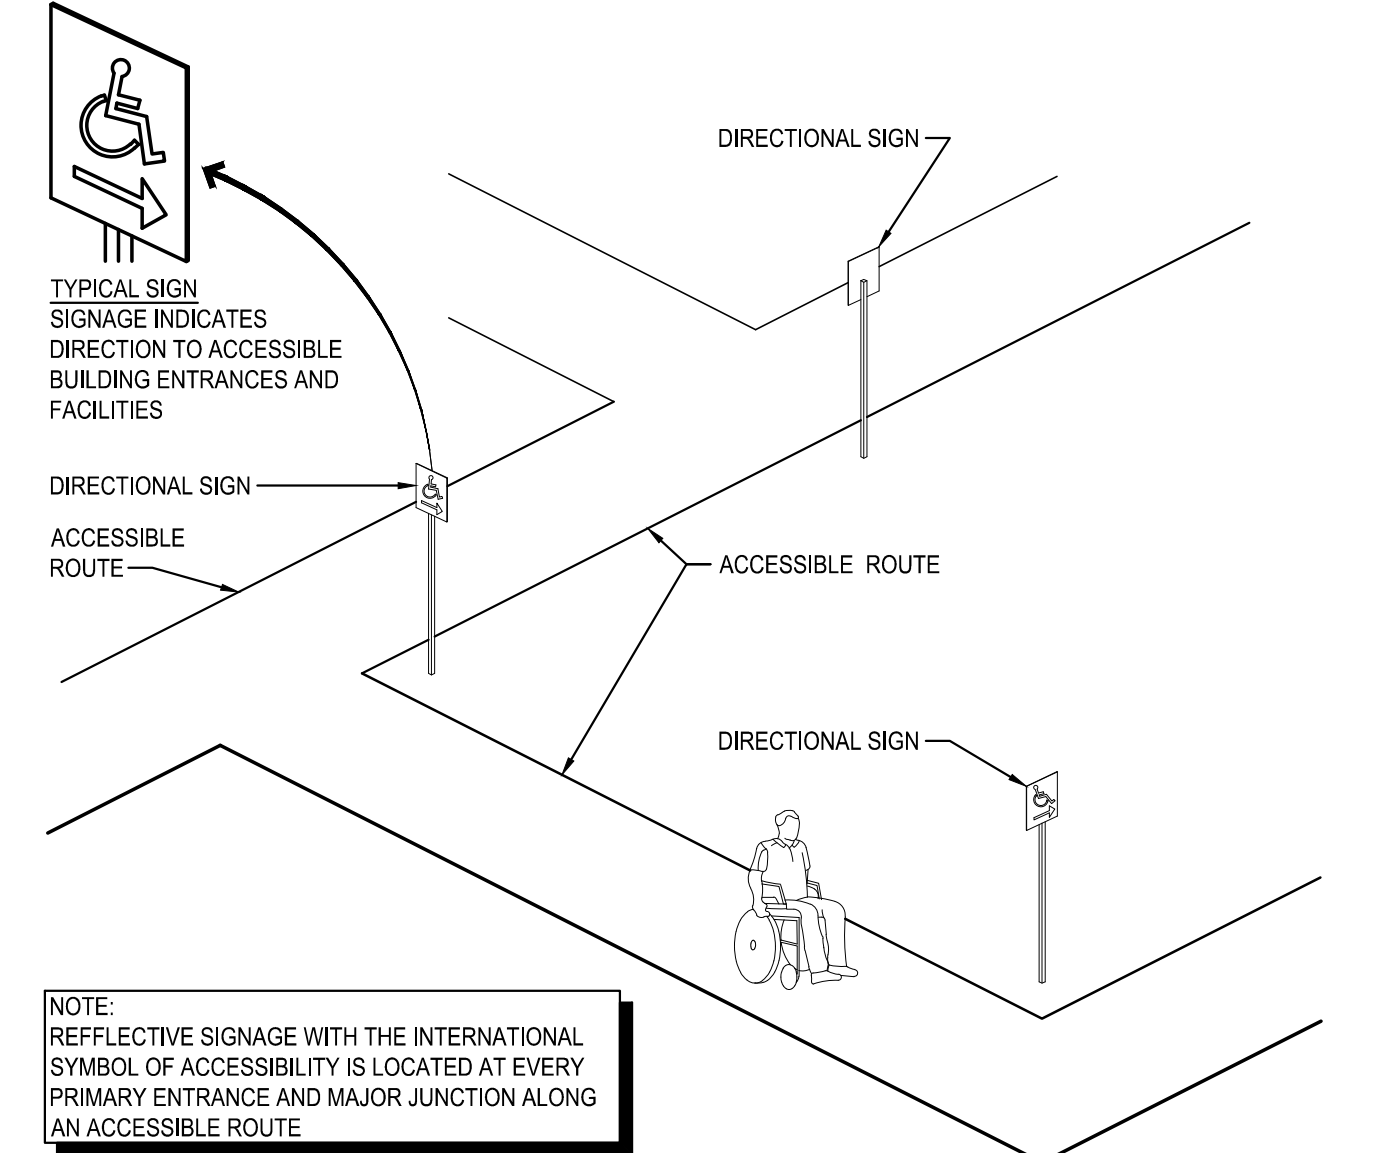 DIRECTIONAL SIGN
TYPICAL SIGN
SIGNAGE INDICATES
DIRECTION TO ACCESSIBLE
BUILDING ENTRANCES AND
FACILITIES
DIRECTIONAL SIGN
ACCESSIBLE
ROUTE
ACCESSIBLE ROUTE
DIRECTIONAL SIGN
NOTE:
REFFLECTIVE SIGNAGE WITH THE INTERNATIONAL
SYMBOL OF ACCESSIBILITY IS LOCATED AT EVERY
PRIMARY ENTRANCE AND MAJOR JUNCTION ALONG
AN ACCESSIBLE ROUTE